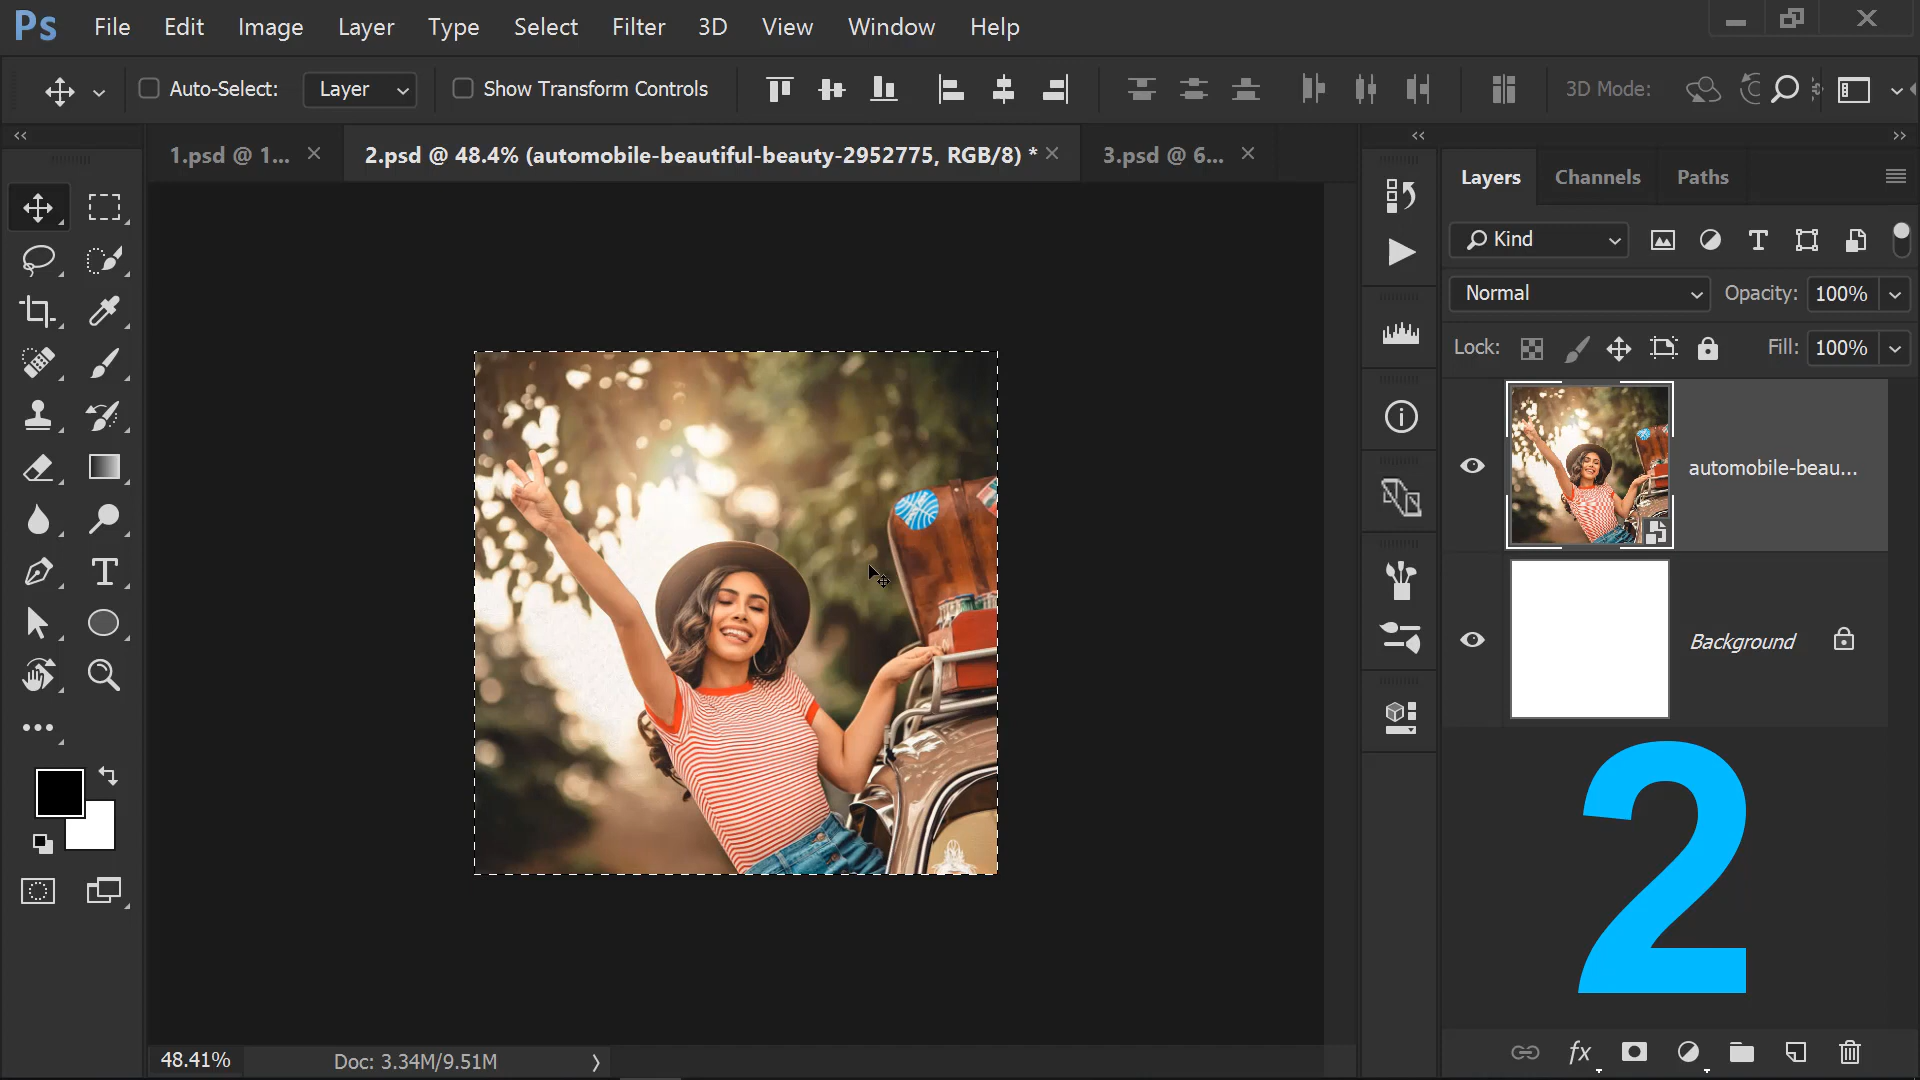 Ps File Edit Image Layer Type Select Filter 3D View Window Help
Auto-Select: Layer Show Transform Controls 3D Mode:
1.psd @ 1... 2.psd @ 48.4% (automobile-beautiful-beauty-2952775, RGB/8) * 3.psd @ 6...
Layers Channels Paths
Kind
Normal Opacity: 100%
Lock: Fill: 100%
automobile-beau...
Background
2
48.41% Doc: 3.34M/9.51M